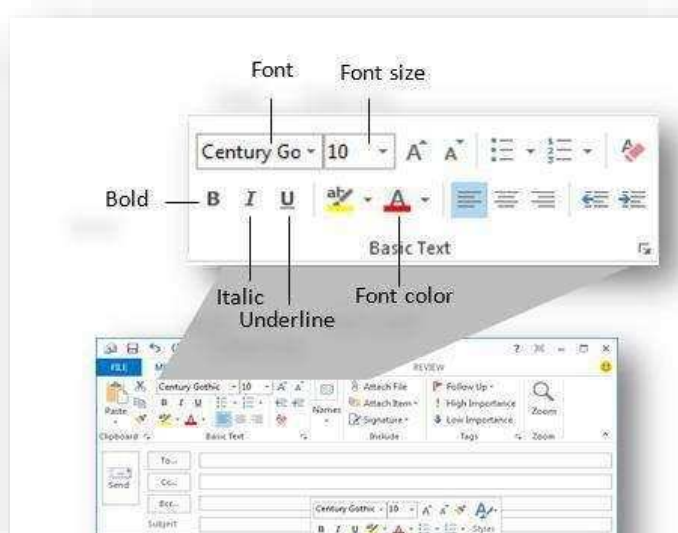 Font Font size
Century Go 10
Bold
B I U aby A
Basic Text
Italic Font color
Underline
FILE REVIEW
Century Gothic 10 A A Attach File Follow Up
Paste B I U Names Attach Item High Importance Zoom
A Signature Low Importance
Clipboard Basic Text Include Tags Zoom
To...
Send Cc...
Bcc...
Century Gothic 10 A A A
Subject
B I U A Styles